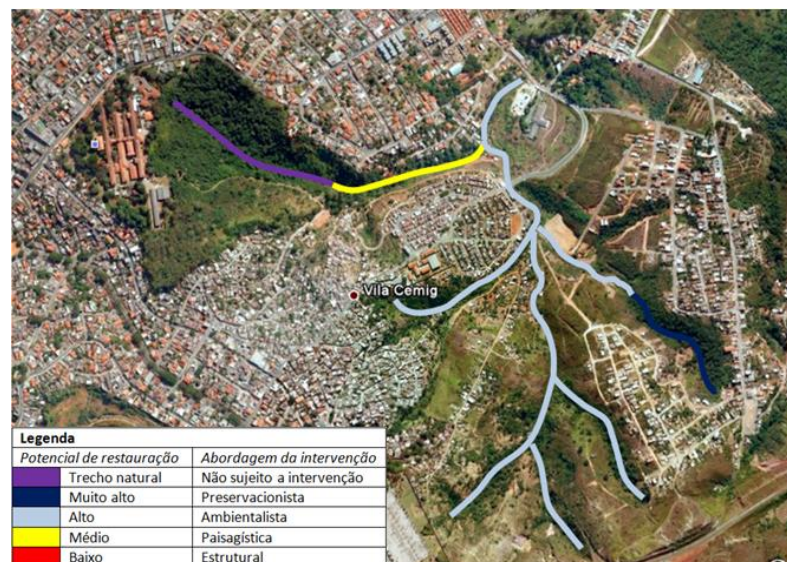 Vila Cemig
Legenda
Potencial de restauração Abordagem da intervenção
Trecho natural Não sujeito a intervenção
Muito alto Preservacionista
Alto Ambientalista
Médio Paisagística
Baixo Estrutural